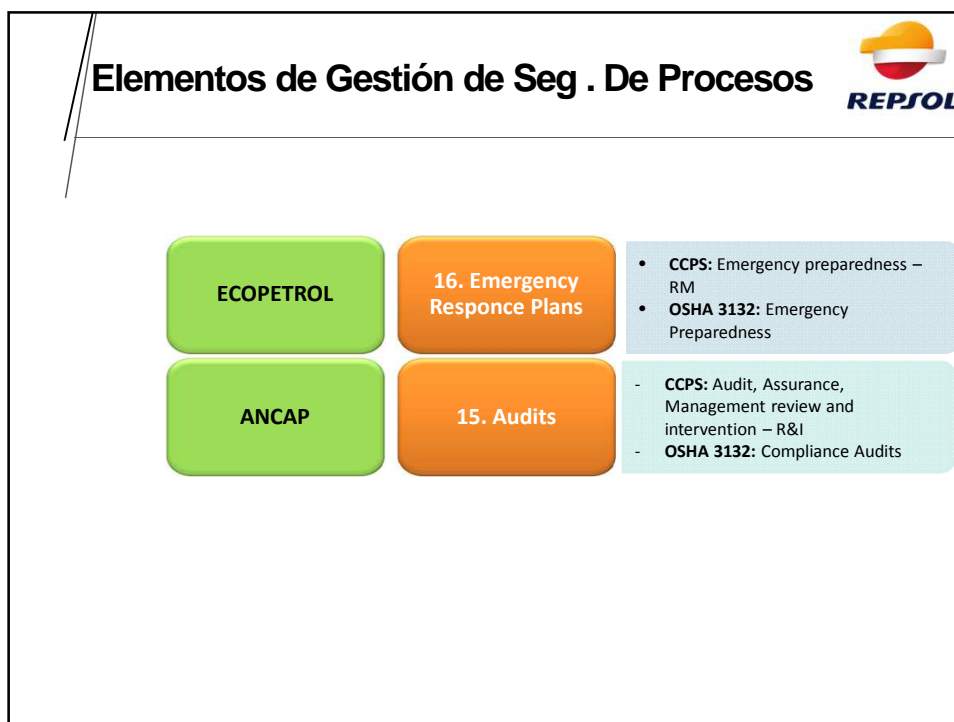 Elementos de Gestión de Seg . De Procesos
REPSOL
ECOPETROL
16. Emergency
Responce Plans
• CCPS: Emergency preparedness –
RM
• OSHA 3132: Emergency
Preparedness
ANCAP
15. Audits
- CCPS: Audit, Assurance,
Management review and
intervention – R&I
- OSHA 3132: Compliance Audits